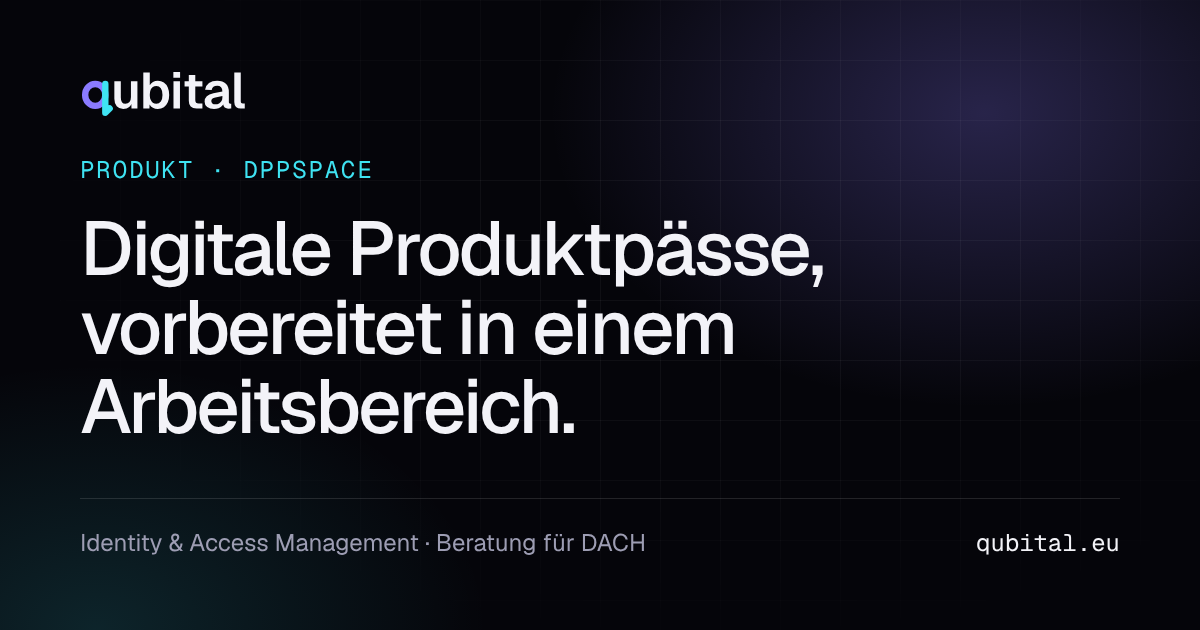 qubital
PRODUKT · DPPSPACE
Digitale Produktpässe,
vorbereitet in einem
Arbeitsbereich.
Identity & Access Management · Beratung für DACH
qubital.eu